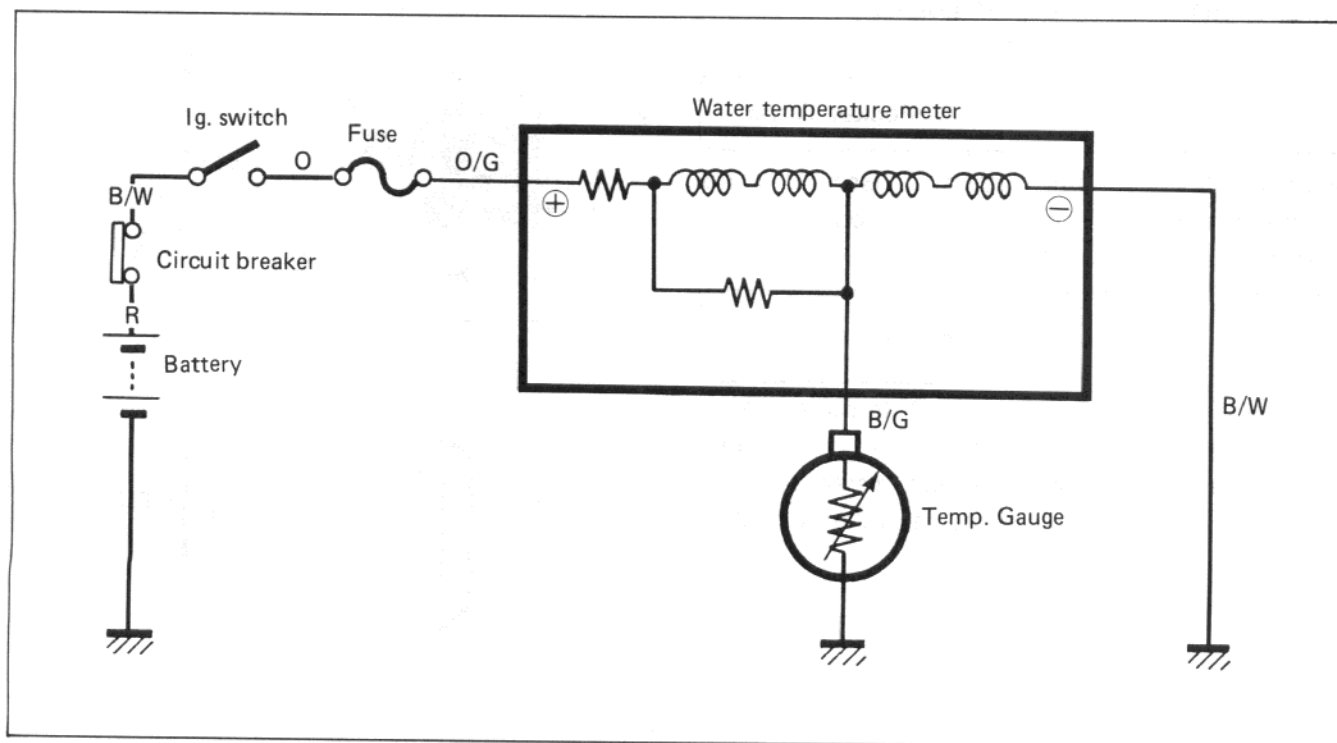 Water temperature meter
Ig. switch
Fuse
O
O/G
B/W
+
−
Circuit breaker
R
Battery
B/G
B/W
Temp. Gauge